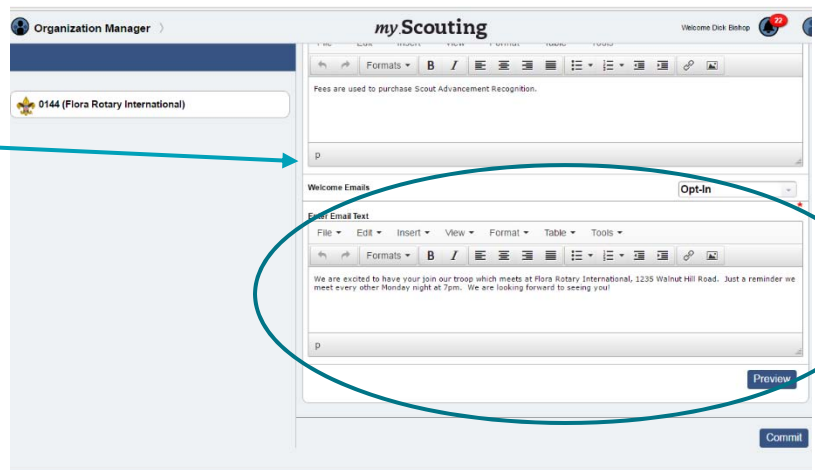 Organization Manager
my.Scouting
Welcome Dick Bishop
22
File Edit Insert View Format Table Tools
Formats B I
0144 (Flora Rotary International)
Fees are used to purchase Scout Advancement Recognition.
p
Welcome Emails
Opt-In
*
Enter Email Text
File Edit Insert View Format Table Tools
Formats B I
We are excited to have your join our troop which meets at Flora Rotary International, 1235 Walnut Hill Road. Just a reminder we
meet every other Monday night at 7pm. We are looking forward to seeing you!
p
Preview
Commit